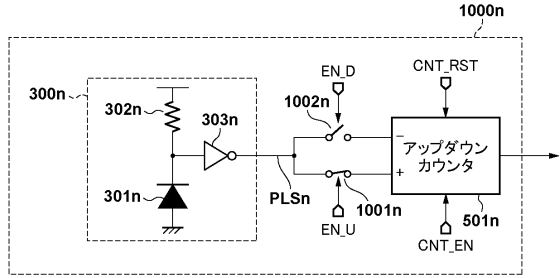 1000n
300n
302n
303n
301n
PLSn
EN_D
1002n
CNT_RST
−
アップダウン
カウンタ
+
1001n
EN_U
501n
CNT_EN